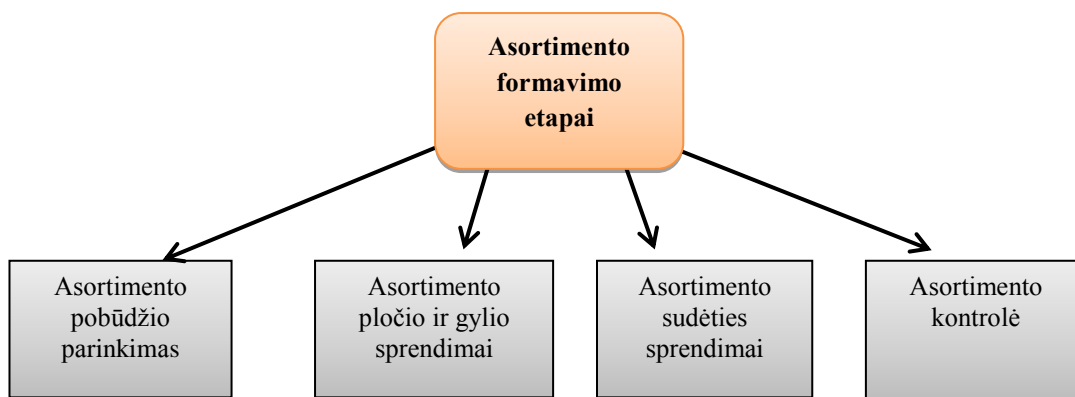 Asortimento
formavimo
etapai
Asortimento
pobūdžio
parinkimas
Asortimento
pločio ir gylio
sprendimai
Asortimento
sudėties
sprendimai
Asortimento
kontrolė